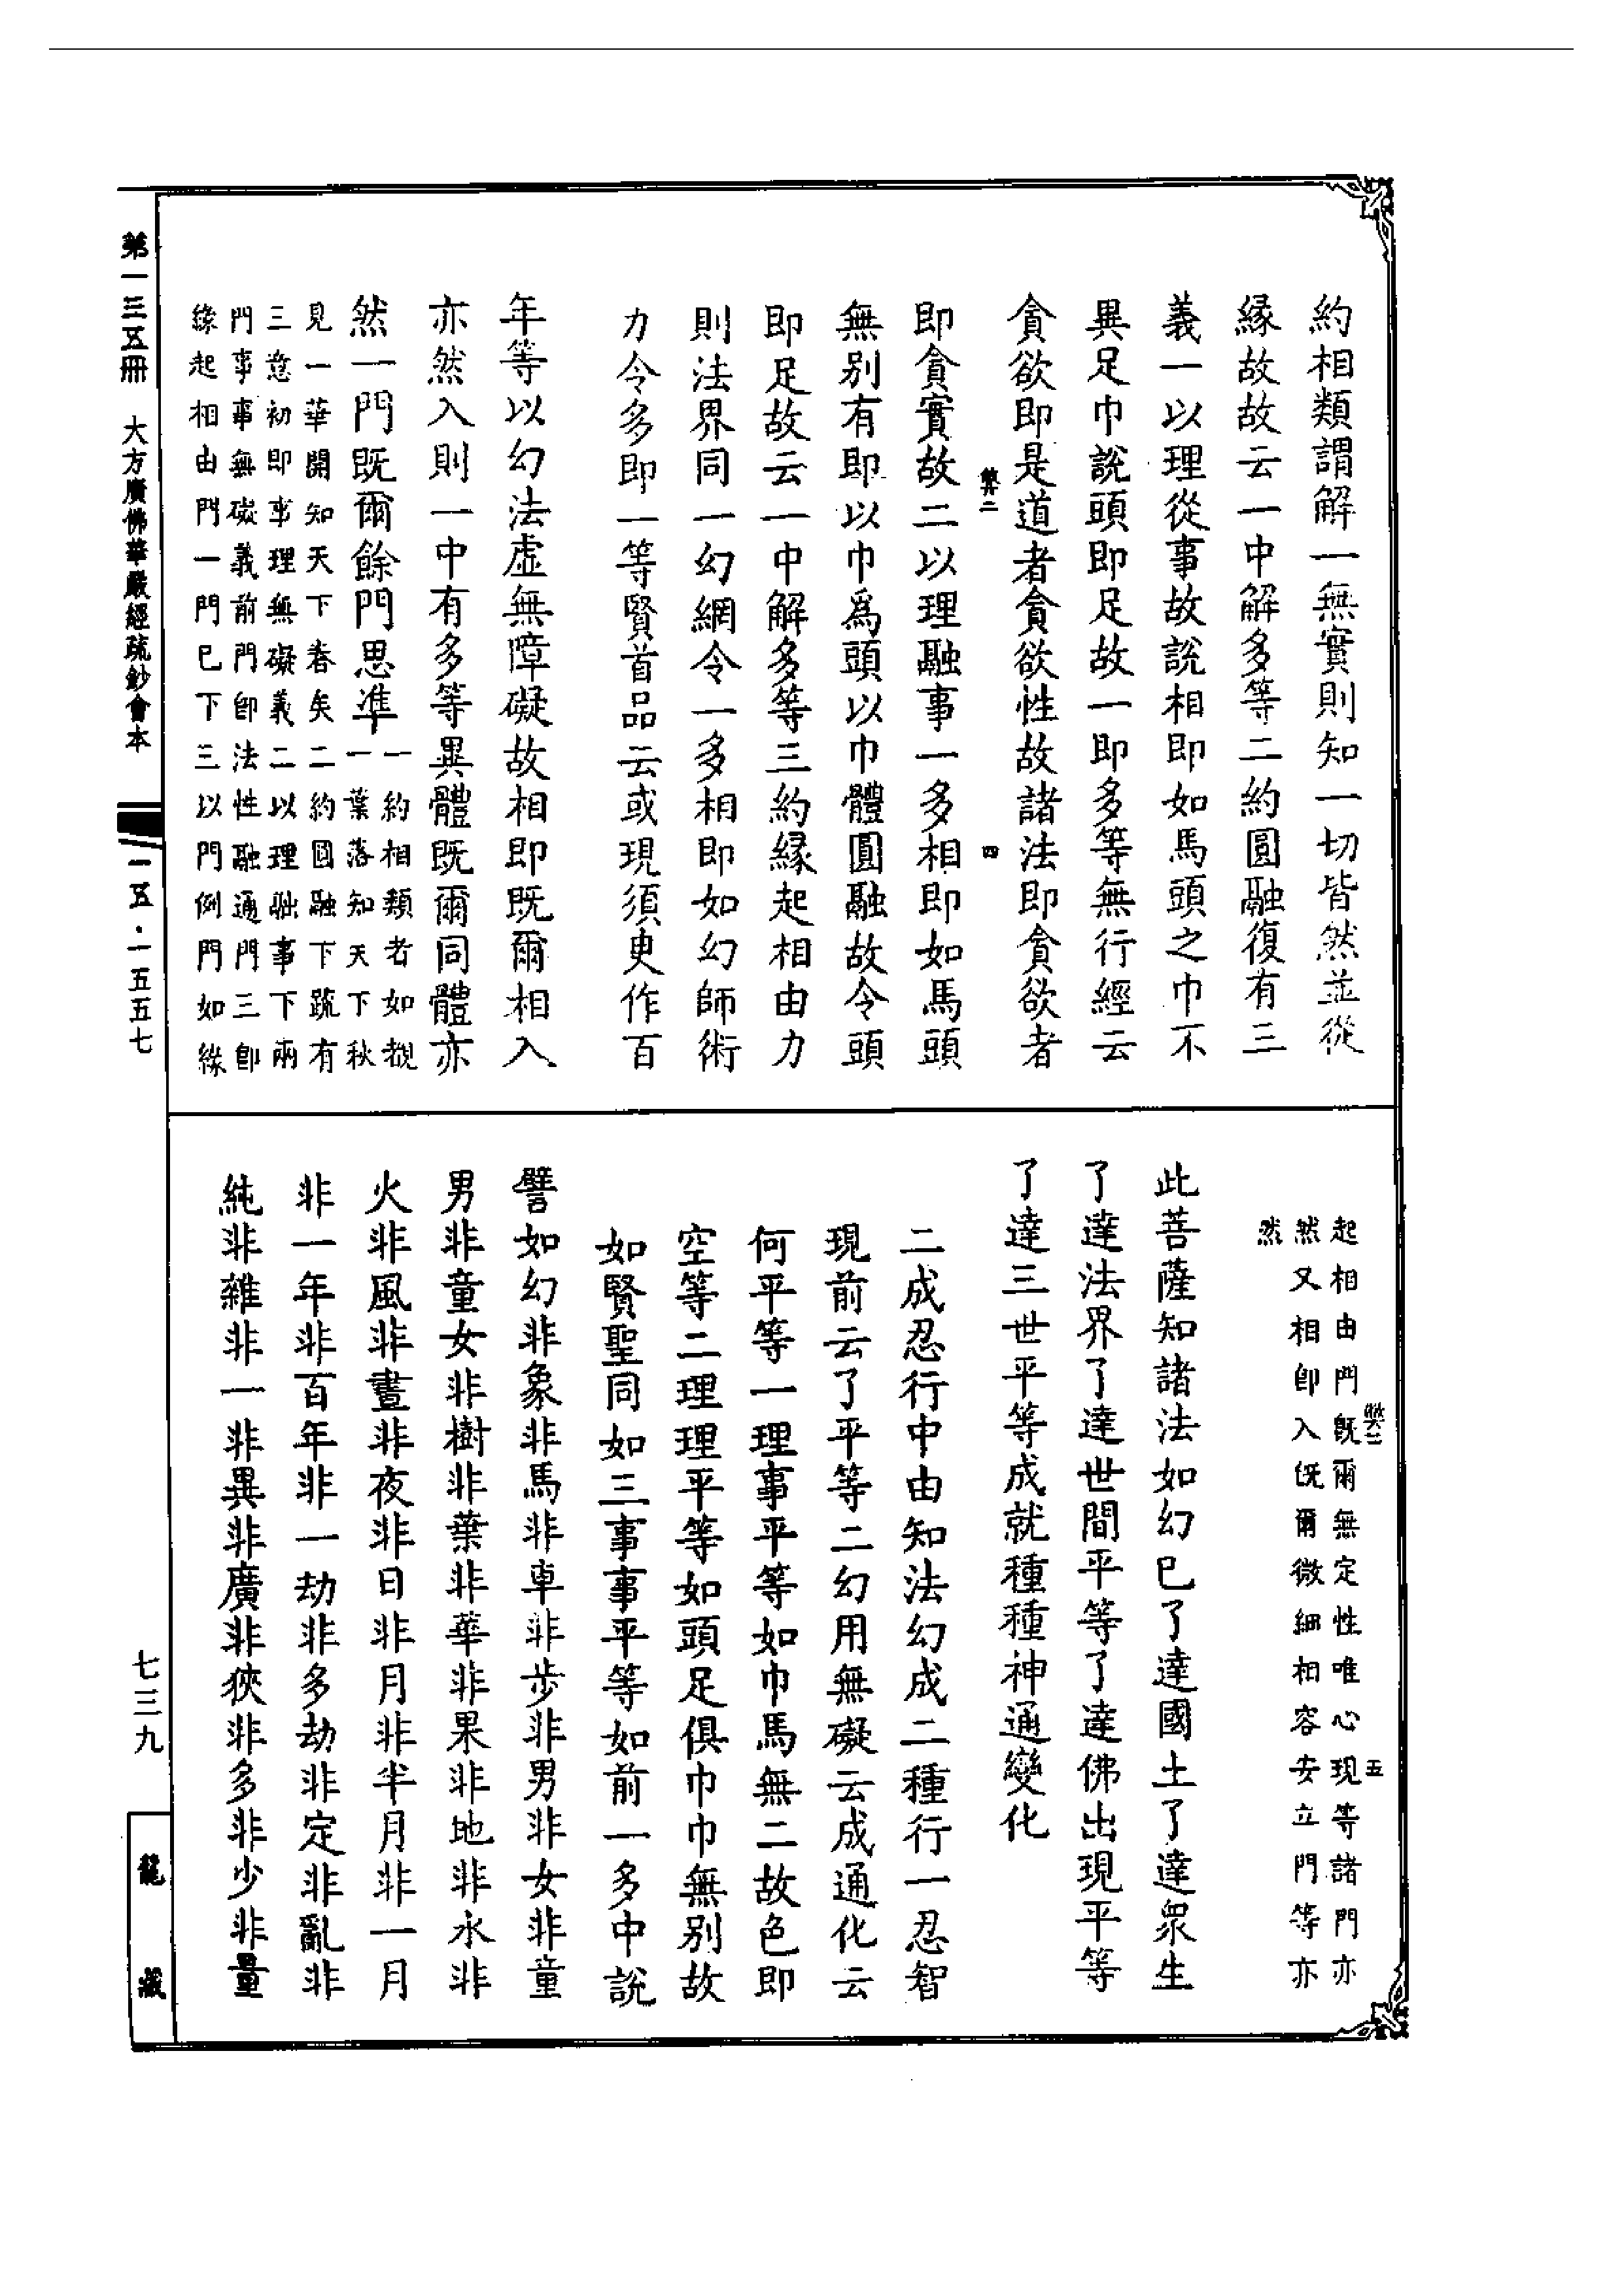 約相類謂解一無實則知一切皆然並從
縁故故云一中解多等二約圓融復有三
義一以理從事故說相即如馬頭之巾不
異足巾說頭即足故一即多等無行經云
貪欲即是道者貪欲性故諸法即貪欲者
四
即貪實故二以理融事一多相即如馬頭
無別有即以巾爲頭以巾體圓融故令頭
即足故云一中解多等三約縁起相由力
則法界同一幻網令一多相即如幻師術
力令多即一等賢首品云或現須臾作百
年等以幻法虛無障礙故相即既爾相入
亦然入則一中有多等異體既爾同體亦
然一門既爾餘門思準
一約相類者如覩
一葉落知天下秋
見一華開知天下春矣二約圓融下疏有
三意初即事理無礙義二以理融事下兩
門事事無礙義前門即法性融通門三即
緣起相由門一門已下三以門例門如緣
第一三五冊 大方廣佛華嚴經疏鈔會本 一五·一五五七
起相由門既爾無定性唯心現等諸門亦
然又相即入既爾微細相容安立門等亦
然
五
此菩薩知諸法如幻已了達國土了達衆生
了達法界了達世間平等了達佛出現平等
了達三世平等成就種種神通變化
二成忍行中由知法幻成二種行一忍智
現前云了平等二幻用無礙云成通化云
何平等一理事平等如巾馬無二故色即
空等二理理平等如頭足俱巾巾無別故
如賢聖同如三事事平等如前一多中說
譬如幻非象非馬非車非步非男非女非童
男非童女非樹非葉非華非果非地非水非
火非風非晝非夜非日非月非半月非一月
非一年非百年非一劫非多劫非定非亂非
純非雜非一非異非廣非狹非多非少非量
七三九
龍藏